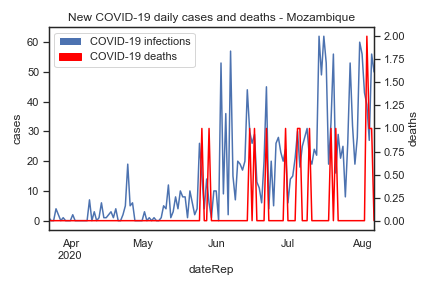 New COVID-19 daily cases and deaths - Mozambique
COVID-19 infections
COVID-19 deaths
60
50
40
30
20
10
0
cases
2.00
1.75
1.50
1.25
1.00
0.75
0.50
0.25
0.00
deaths
Apr May Jun Jul Aug
2020
dateRep